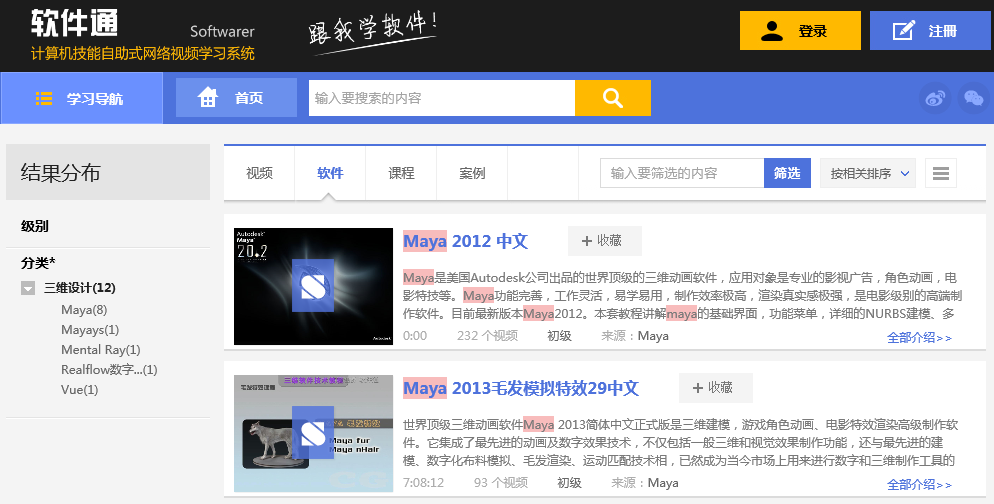 软件通
Softwarer
计算机技能自助式网络视频学习系统
跟我学软件!
登录
注册
学习导航
首页
输入要搜索的内容
结果分布
级别
分类*
三维设计(12)
Maya(8)
Mayays(1)
Mental Ray(1)
Realflow数字...(1)
Vue(1)
视频
软件
课程
案例
输入要筛选的内容
筛选
按相关排序
Autodesk
Maya
20.2
Autodesk
Maya 2012 中文
+ 收藏
Maya是美国Autodesk公司出品的世界顶级的三维动画软件，应用对象是专业的影视广告，角色动画，电
影特技等。Maya功能完善，工作灵活，易学易用，制作效率极高，渲染真实感极强，是电影级别的高端制
作软件。目前最新版本Maya2012。本套教程讲解maya的基础界面，功能菜单，详细的NURBS建模、多
0:00
232 个视频
初级
来源：Maya
全部介绍>>
三维软件技术教程
毛发特效进阶
Maya Fur
Maya nHair
Maya 2013毛发模拟特效29中文
+ 收藏
世界顶级三维动画软件Maya 2013简体中文正式版是三维建模，游戏角色动画、电影特效渲染高级制作软
件。它集成了最先进的动画及数字效果技术，不仅包括一般三维和视觉效果制作功能，还与最先进的建
模、数字化布料模拟、毛发渲染、运动匹配技术相，已然成为当今市场上用来进行数字和三维制作工具的
7:08:12
93 个视频
初级
来源：Maya
全部介绍>>